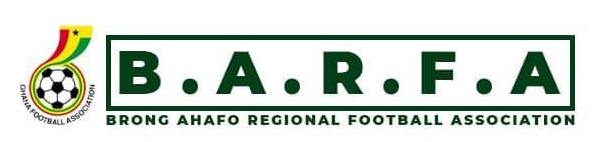 GHANA FOOTBALL ASSOCIATION
B.A.R.F.A
BRONG AHAFO REGIONAL FOOTBALL ASSOCIATION